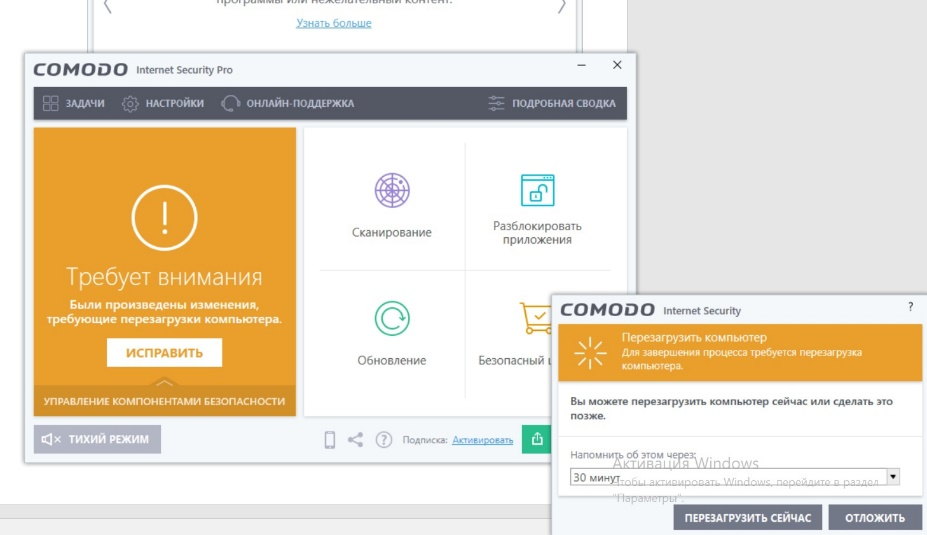 программы или нежелательный контент.
Узнать больше
COMODO Internet Security Pro
ЗАДАЧИ НАСТРОЙКИ ОНЛАЙН-ПОДДЕРЖКА ПОДРОБНАЯ СВОДКА
Требует внимания
Были произведены изменения,
требующие перезагрузки компьютера.
ИСПРАВИТЬ
УПРАВЛЕНИЕ КОМПОНЕНТАМИ БЕЗОПАСНОСТИ
Сканирование
Разблокировать
приложения
Обновление
Безопасный
ТИХИЙ РЕЖИМ
Подписка: Активировать
COMODO Internet Security
?
Перезагрузить компьютер
Для завершения процесса требуется перезагрузка
компьютера.
Вы можете перезагрузить компьютер сейчас или сделать это
позже.
Напомнить об этом через:
30 минут
Активация Windows
Чтобы активировать Windows, перейдите в раздел
"Параметры".
ПЕРЕЗАГРУЗИТЬ СЕЙЧАС
ОТЛОЖИТЬ